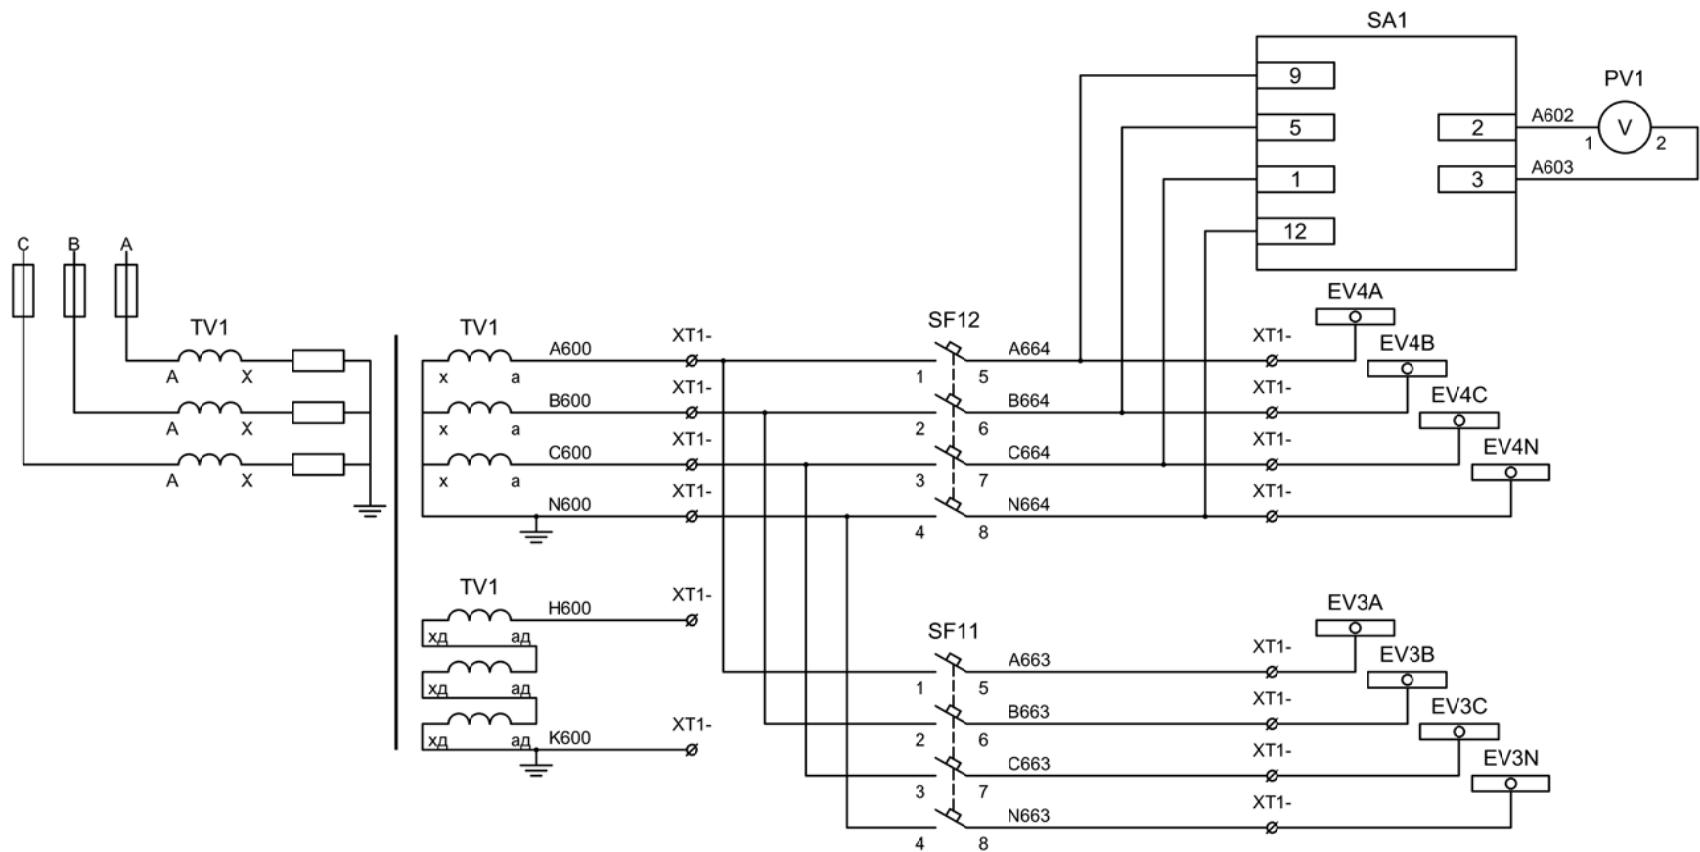 SA1
9
PV1
5
2
A602
V
1
2
1
3
A603
12
C
B
A
EV4A
TV1
TV1
A600
XT1-
SF12
A664
XT1-
EV4B
A
X
х
а
1
5
B600
XT1-
B664
XT1-
EV4C
A
X
х
а
2
6
C600
XT1-
C664
XT1-
EV4N
A
X
х
а
3
7
N600
XT1-
N664
XT1-
4
8
TV1
H600
XT1-
EV3A
хд
ад
SF11
A663
XT1-
EV3B
хд
ад
1
5
B663
XT1-
EV3C
хд
ад
K600
XT1-
2
6
C663
XT1-
EV3N
3
7
N663
XT1-
4
8